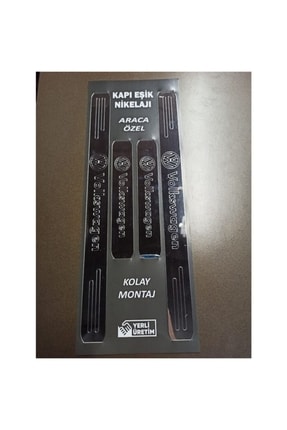 KAPI EŞİK
NİKELAJI
ARACA
ÖZEL
Volkswagen
Volkswagen
Volkswagen
Volkswagen
KOLAY
MONTAJ
YERLİ
ÜRETİM